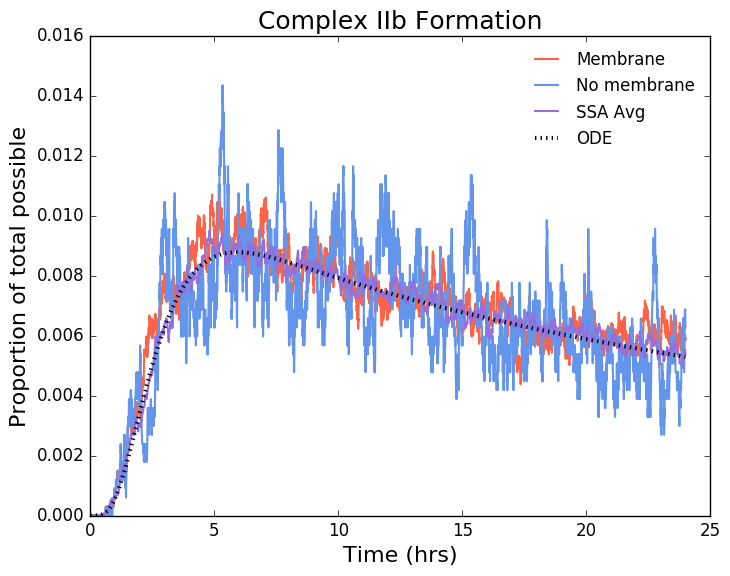 Complex IIb Formation
0.016
0.014
0.012
0.010
0.008
0.006
0.004
0.002
0.000
Proportion of total possible
Membrane
No membrane
SSA Avg
ODE
0 5 10 15 20 25
Time (hrs)